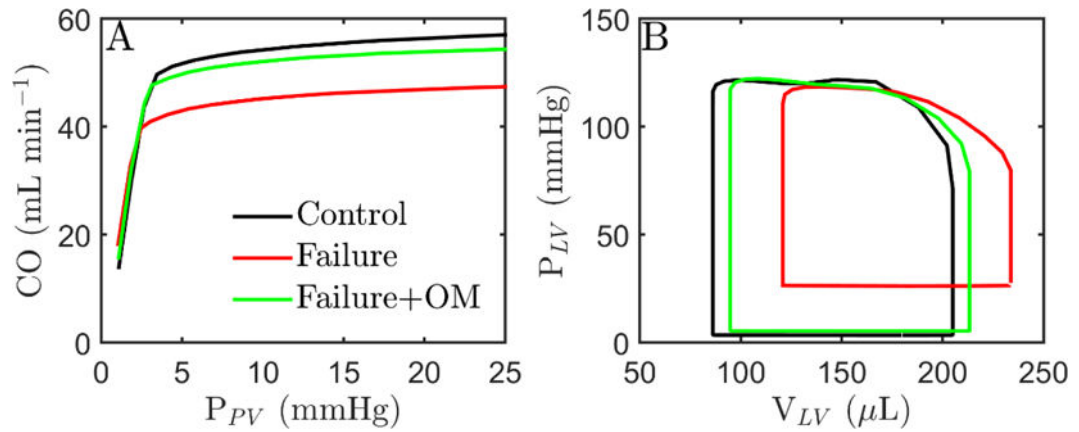 A
CO (mL min⁻¹)
60
40
20
0
Control
Failure
Failure+OM
0 5 10 15 20 25
P_PV (mmHg)
B
P_LV (mmHg)
150
100
50
0
50 100 150 200 250
V_LV (μL)